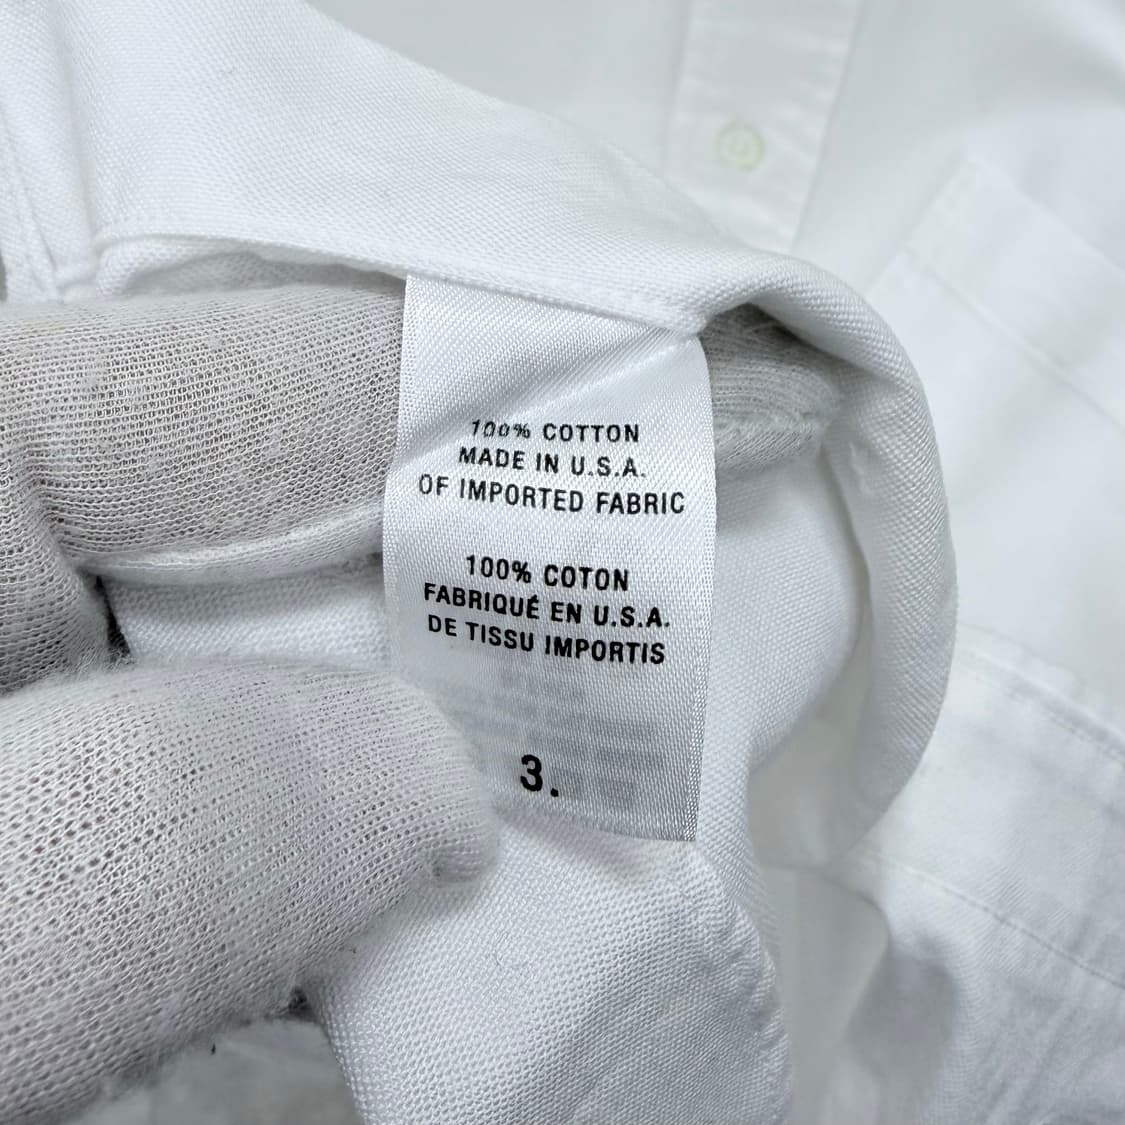 100% COTTON
MADE IN U.S.A.
OF IMPORTED FABRIC
100% COTON
FABRIQUÉ EN U.S.A.
DE TISSU IMPORTIS
3.